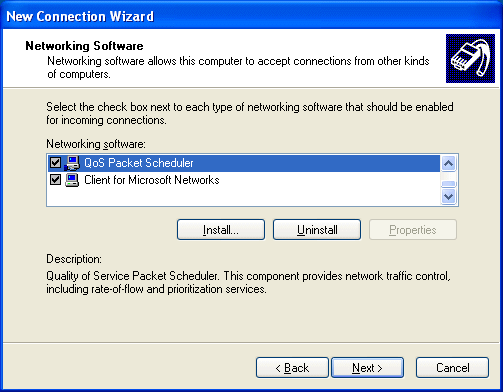 New Connection Wizard
Networking Software
Networking software allows this computer to accept connections from other kinds
of computers.
Select the check box next to each type of networking software that should be enabled
for incoming connections.
Networking software:
QoS Packet Scheduler
Client for Microsoft Networks
Install... Uninstall Properties
Description:
Quality of Service Packet Scheduler. This component provides network traffic control,
including rate-of-flow and prioritization services.
< Back Next > Cancel